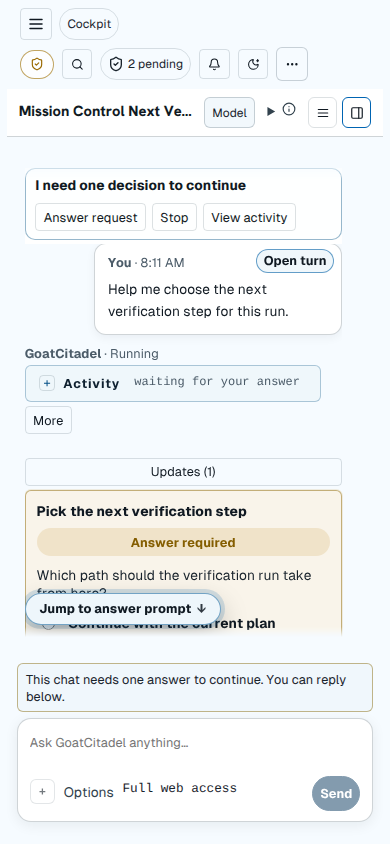 Cockpit
2 pending
Mission Control Next Ve...
Model
I need one decision to continue
Answer request
Stop
View activity
You · 8:11 AM
Open turn
Help me choose the next
verification step for this run.
GoatCitadel · Running
+ Activity waiting for your answer
More
Updates (1)
Pick the next verification step
Answer required
Which path should the verification run take
from here?
Jump to answer prompt ↓
Continue with the current plan
This chat needs one answer to continue. You can reply
below.
Ask GoatCitadel anything...
+ Options Full web access
Send